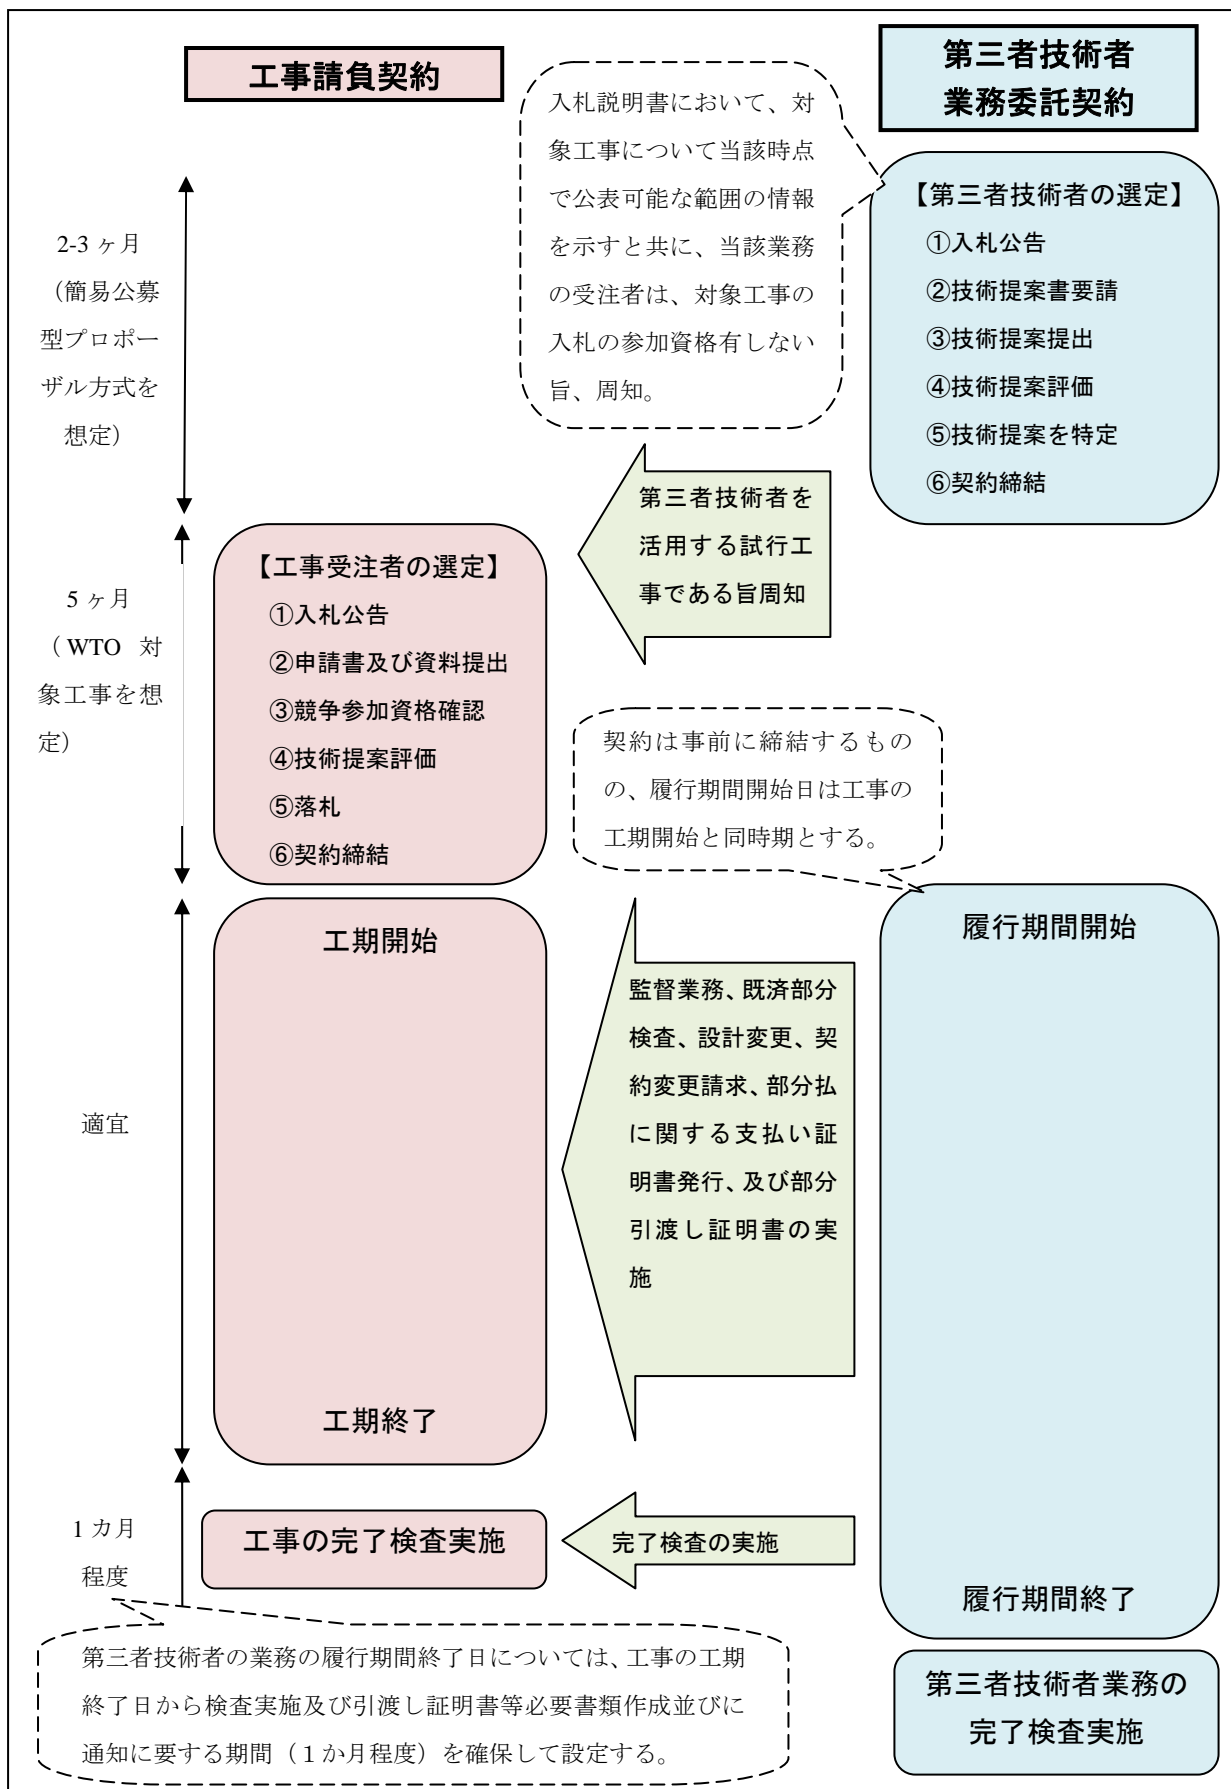 工事請負契約
第三者技術者
業務委託契約
入札説明書において、対
象工事について当該時点
で公表可能な範囲の情報
を示すと共に、当該業務
の受注者は、対象工事の
入札の参加資格有しない
旨、周知。
【第三者技術者の選定】
①入札公告
②技術提案書要請
③技術提案提出
④技術提案評価
⑤技術提案を特定
⑥契約締結
2-3 ヶ月
（簡易公募
型プロポー
ザル方式を
想定）
第三者技術者を
活用する試行工
事である旨周知
5 ヶ月
（WTO 対
象工事を想
定）
【工事受注者の選定】
①入札公告
②申請書及び資料提出
③競争参加資格確認
④技術提案評価
⑤落札
⑥契約締結
契約は事前に締結するもの
の、履行期間開始日は工事の
工期開始と同時期とする。
適宜
工期開始
工期終了
監督業務、既済部分
検査、設計変更、契
約変更請求、部分払
に関する支払い証
明書発行、及び部分
引渡し証明書の実
施
履行期間開始
履行期間終了
1 カ月
程度
工事の完了検査実施
完了検査の実施
第三者技術者の業務の履行期間終了日については、工事の工期
終了日から検査実施及び引渡し証明書等必要書類作成並びに
通知に要する期間（１か月程度）を確保して設定する。
第三者技術者業務の
完了検査実施